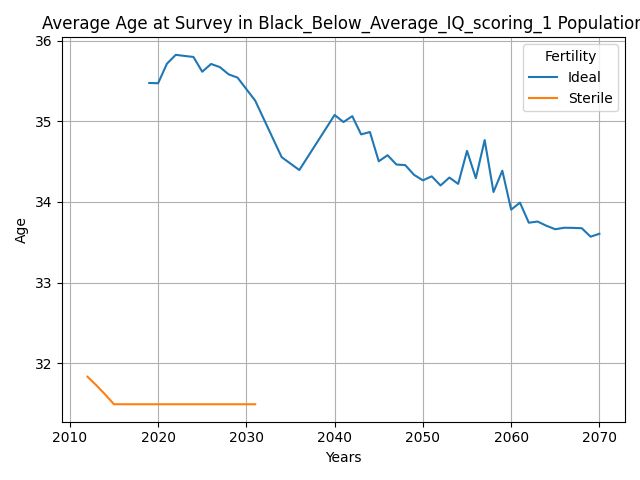 Average Age at Survey in Black_Below_Average_IQ_scoring_1 Population
36
35
34
33
32
Age
Fertility
Ideal
Sterile
2010 2020 2030 2040 2050 2060 2070
Years